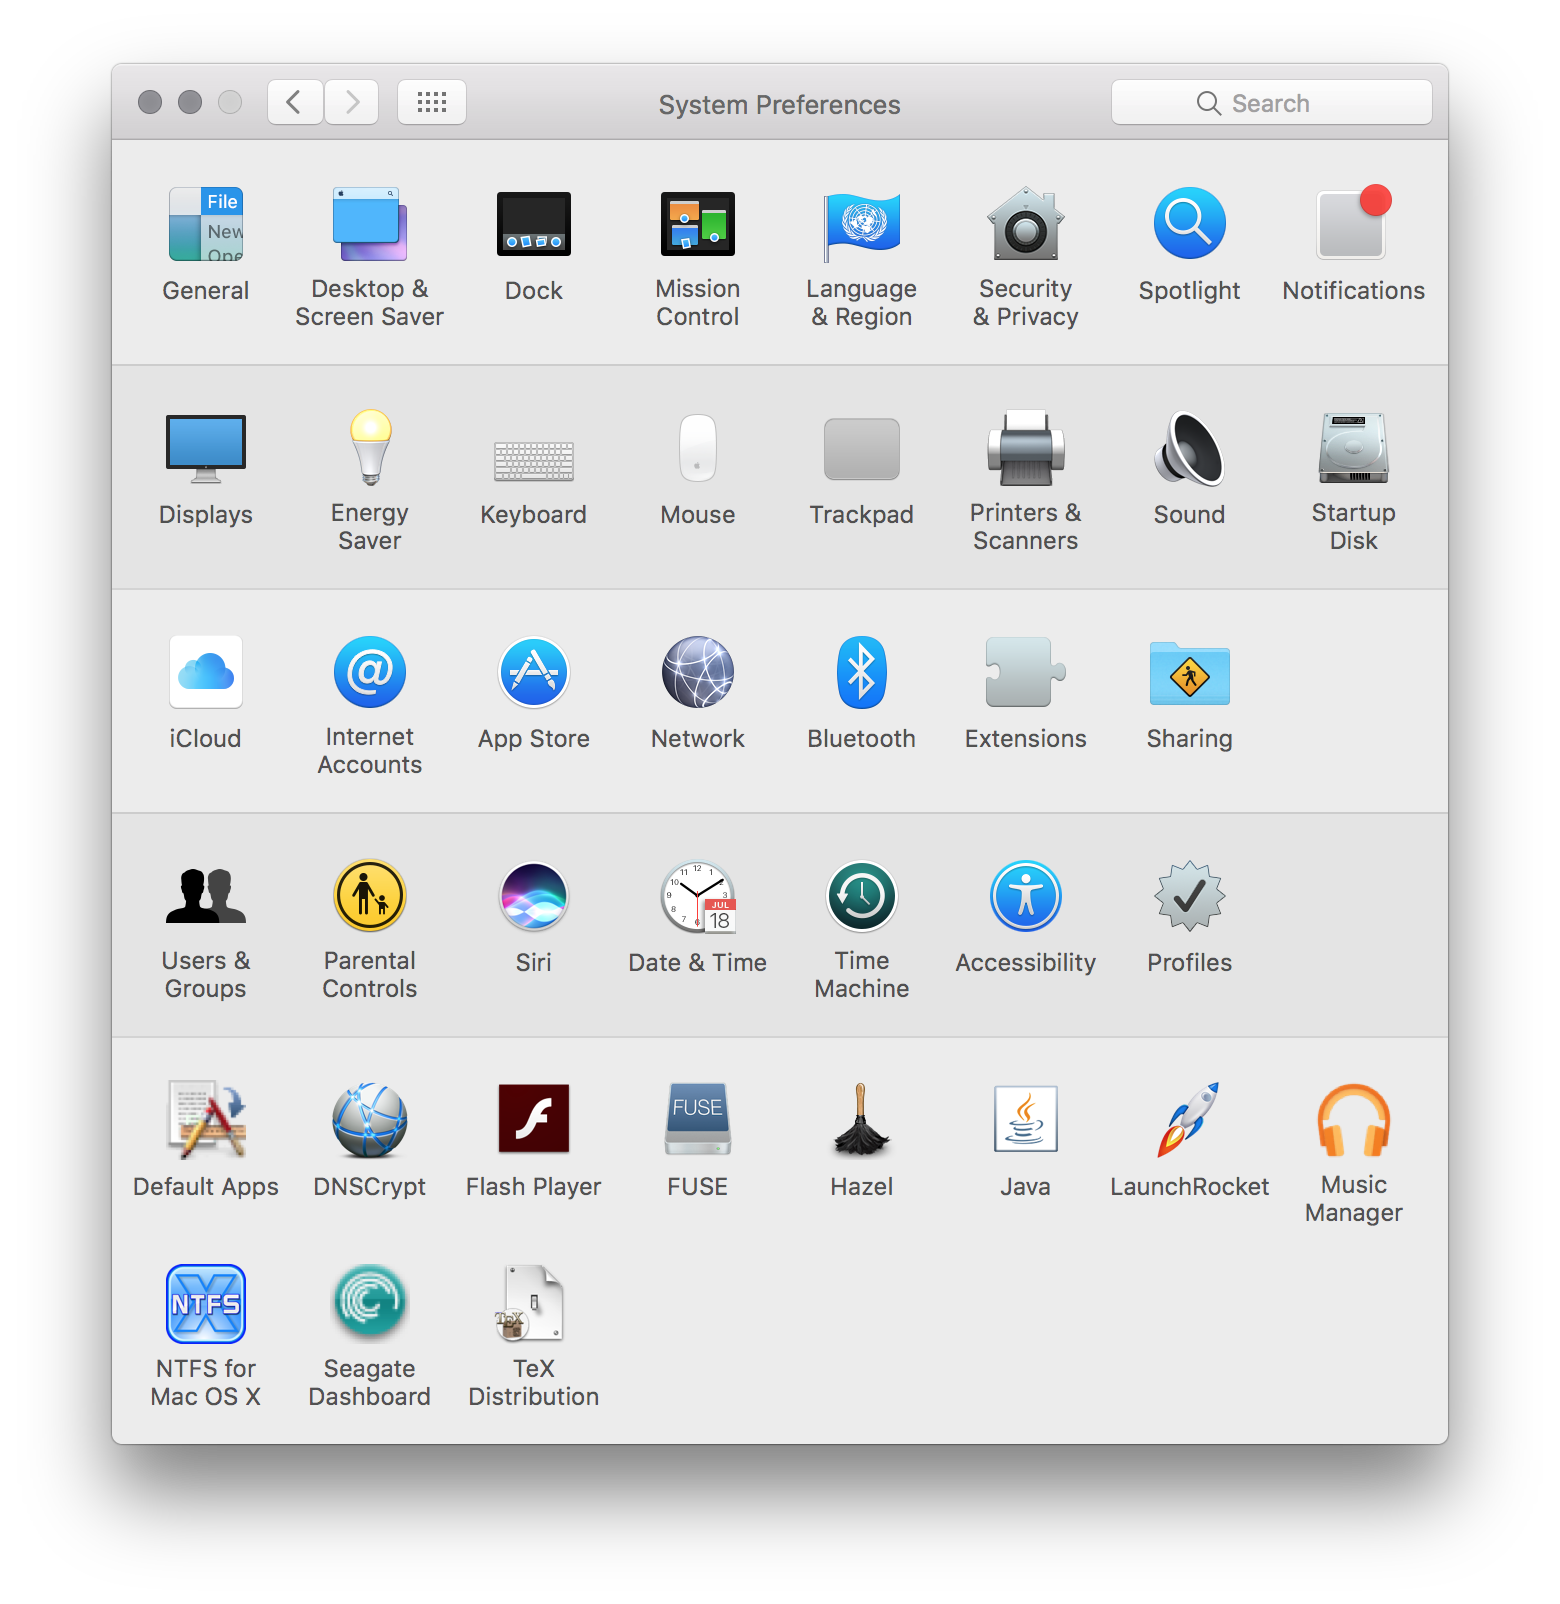 System Preferences
Search
File
New
Ope
General
Desktop &
Screen Saver
Dock
Mission
Control
Language
& Region
Security
& Privacy
Spotlight
Notifications
Displays
Energy
Saver
Keyboard
Mouse
Trackpad
Printers &
Scanners
Sound
Startup
Disk
iCloud
@
Internet
Accounts
App Store
Network
Bluetooth
Extensions
Sharing
Users &
Groups
Parental
Controls
Siri
JUL
18
Date & Time
Time
Machine
Accessibility
Profiles
Default Apps
DNSCrypt
Flash Player
FUSE
FUSE
Hazel
Java
LaunchRocket
Music
Manager
NTFS
NTFS for
Mac OS X
Seagate
Dashboard
TeX
TeX
Distribution